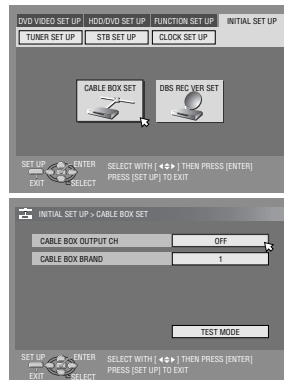 DVD VIDEO SET UP HDD/DVD SET UP FUNCTION SET UP INITIAL SET UP
TUNER SET UP STB SET UP CLOCK SET UP
CABLE BOX SET DBS REC VER SET
SET UP ENTER SELECT WITH [ ] THEN PRESS [ENTER]
EXIT SELECT PRESS [SET UP] TO EXIT
INITIAL SET UP > CABLE BOX SET
CABLE BOX OUTPUT CH OFF
CABLE BOX BRAND 1
TEST MODE
SET UP ENTER SELECT WITH [ ] THEN PRESS [ENTER]
EXIT SELECT PRESS [SET UP] TO EXIT